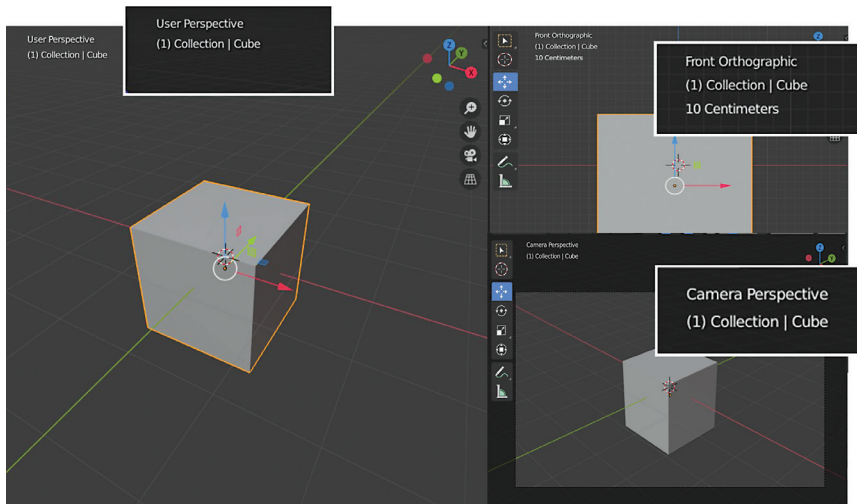 User Perspective
(1) Collection | Cube
User Perspective
(1) Collection | Cube
Z
Y
X
Front Orthographic
(1) Collection | Cube
10 Centimeters
Z
Front Orthographic
(1) Collection | Cube
10 Centimeters
Camera Perspective
(1) Collection | Cube
Z
Y
Camera Perspective
(1) Collection | Cube